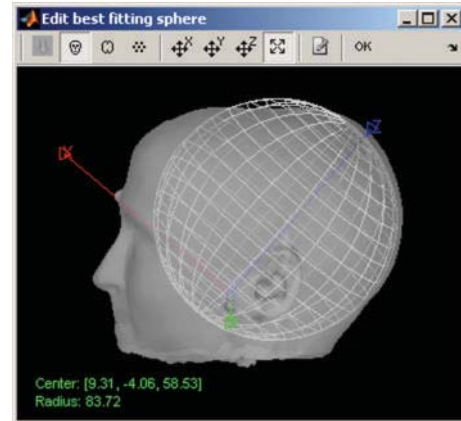 Edit best fitting sphere
X Y Z OK
X
Z
Center: [9.31, -4.06, 58.53]
Radius: 83.72